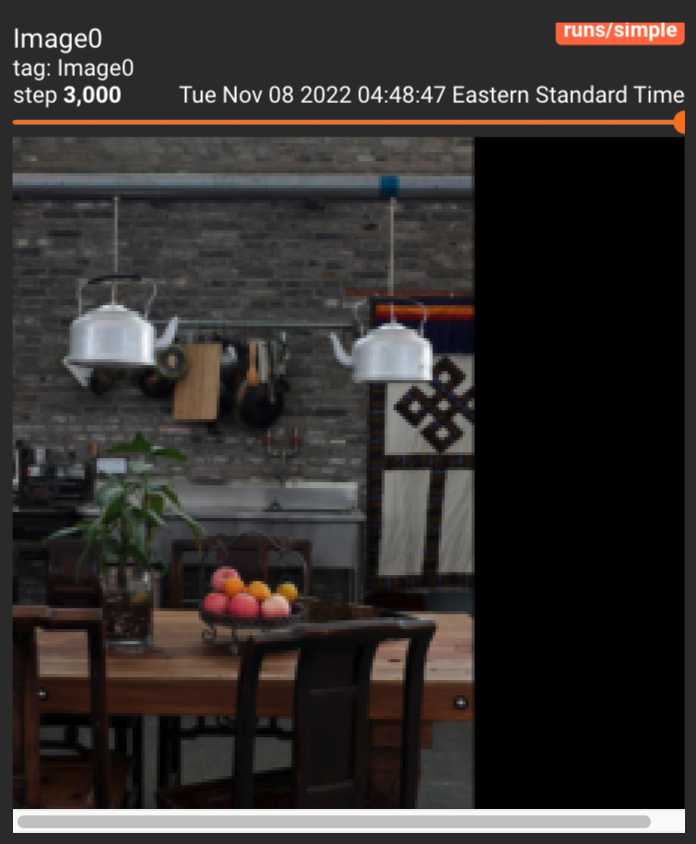 Image0
runs/simple
tag: Image0
step 3,000
Tue Nov 08 2022 04:48:47 Eastern Standard Time